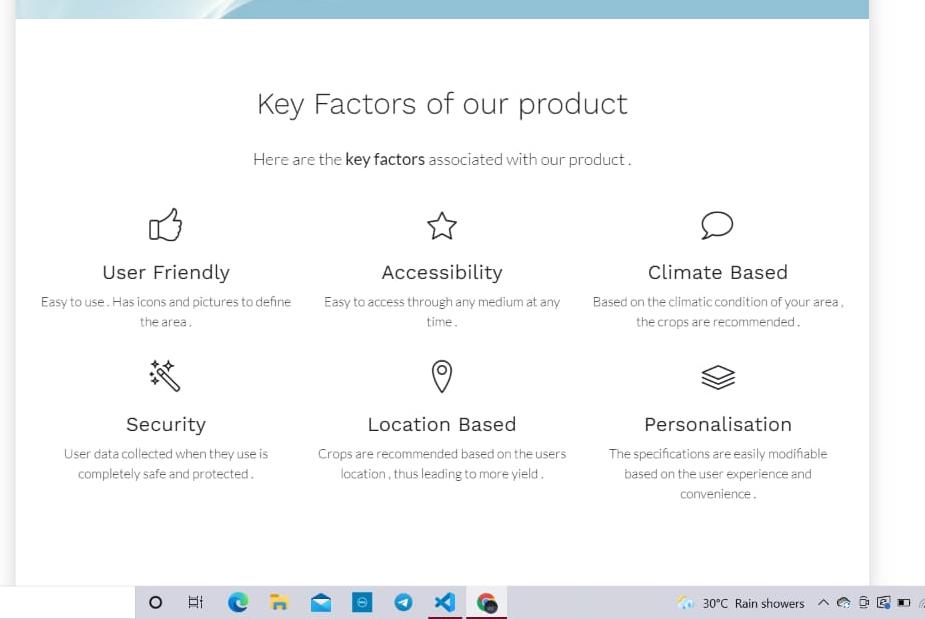 Key Factors of our product
Here are the key factors associated with our product .
User Friendly
Easy to use . Has icons and pictures to define
the area .
Accessibility
Easy to access through any medium at any
time .
Climate Based
Based on the climatic condition of your area ,
the crops are recommended .
Security
User data collected when they use is
completely safe and protected .
Location Based
Crops are recommended based on the users
location , thus leading to more yield .
Personalisation
The specifications are easily modifiable
based on the user experience and
convenience .
30°C Rain showers